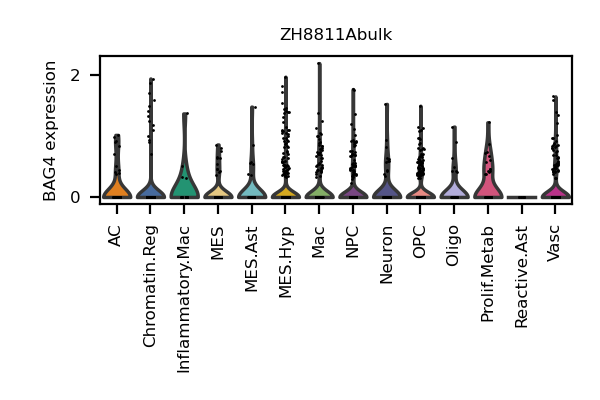 ZH8811Abulk
BAG4 expression
2
0
AC
Chromatin.Reg
Inflammatory.Mac
MES
MES.Ast
MES.Hyp
Mac
NPC
Neuron
OPC
Oligo
Prolif.Metab
Reactive.Ast
Vasc